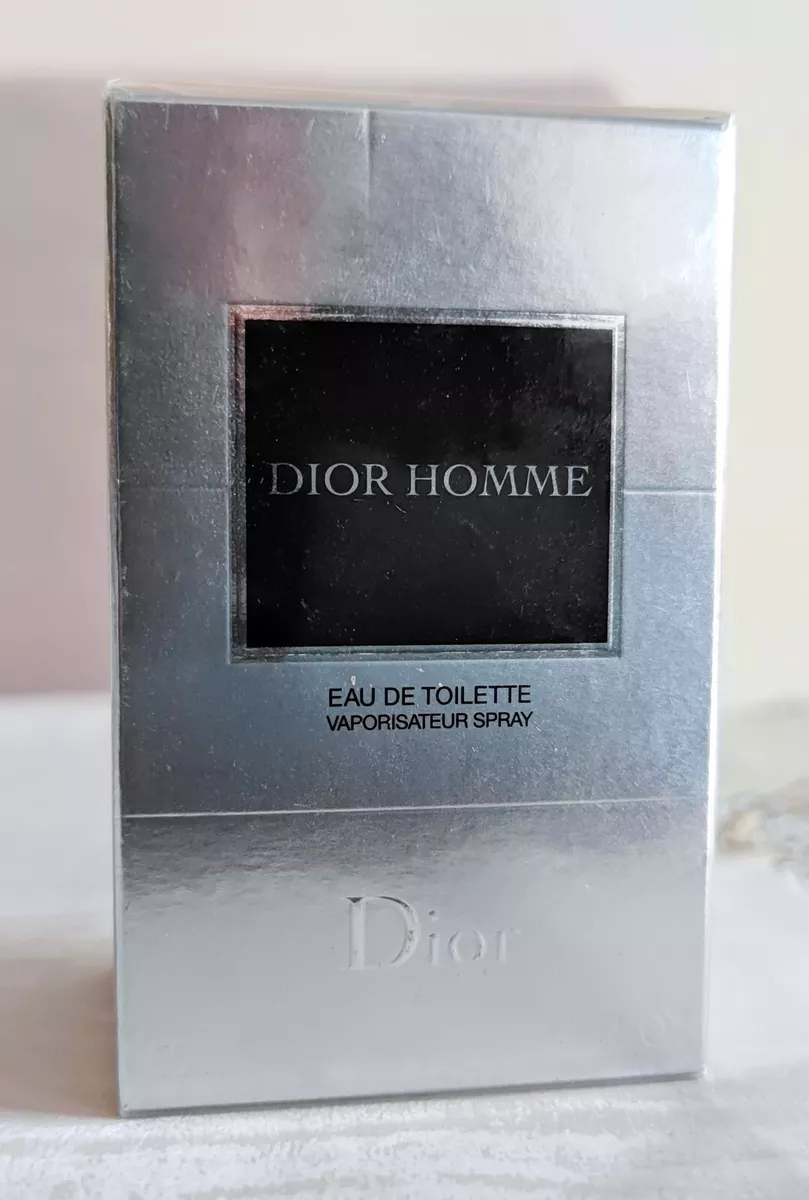 DIOR HOMME
EAU DE TOILETTE
VAPORISATEUR SPRAY
Dior